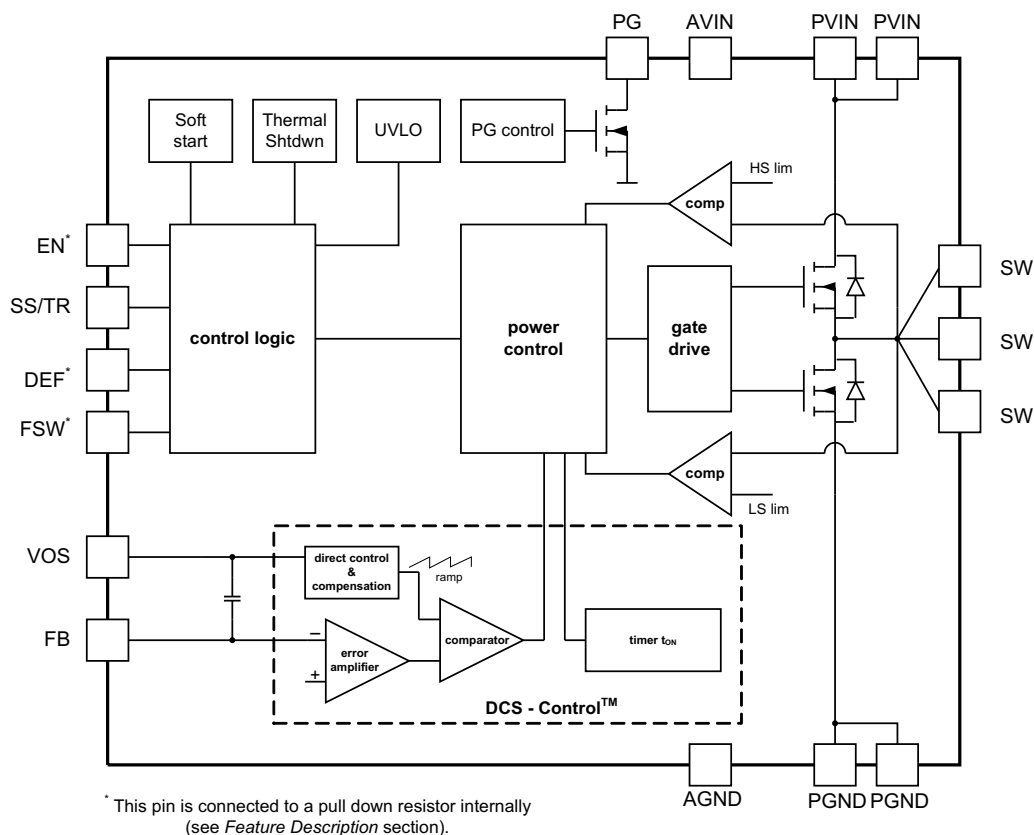 PG
AVIN
PVIN
PVIN
Soft
start
Thermal
Shtdwn
UVLO
PG control
HS lim
comp
EN*
SS/TR
DEF*
FSW*
control logic
power
control
gate
drive
SW
SW
SW
comp
LS lim
VOS
FB
direct control
&
compensation
ramp
−
+
error
amplifier
comparator
timer tON
DCS - Control™
AGND
PGND
PGND
* This pin is connected to a pull down resistor internally
(see Feature Description section).